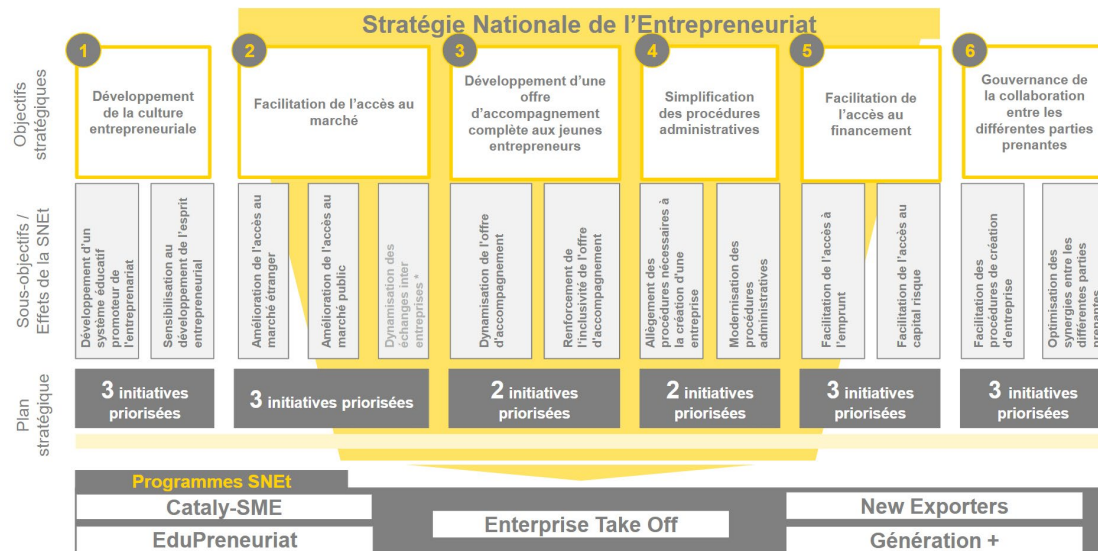 Stratégie Nationale de l'Entrepreneuriat
Objectifs
stratégiques
1
Développement
de la culture
entrepreneuriale
2
Facilitation de l'accès au
marché
3
Développement d'une
offre
d'accompagnement
complète aux jeunes
entrepreneurs
4
Simplification
des procédures
administratives
5
Facilitation de
l'accès au
financement
6
Gouvernance de
la collaboration
entre les
différentes parties
prenantes
Sous-objectifs /
Effets de la SNEt
Développement d'un
système éducatif
promoteur de
l'entreprenariat
Sensibilisation au
développement de l'esprit
entrepreneurial
Amélioration de l'accès au
marché étranger
Amélioration de l'accès au
marché public
Dynamisation des
échanges inter
entreprises *
Dynamisation de l'offre
d'accompagnement
Renforcement de
l'inclusivité de l'offre
d'accompagnement
Allègement des
procédures nécessaires à
la création d'une
entreprise
Modernisation des
procédures
administratives
Facilitation de l'accès à
l'emprunt
Facilitation de l'accès au
capital risque
Facilitation des
procédures de création
d'entreprise
Optimisation des
synergies entre les
différentes parties
prenantes
Plan
stratégique
3 initiatives
priorisées
3 initiatives priorisées
2 initiatives
priorisées
2 initiatives
priorisées
3 initiatives
priorisées
3 initiatives
priorisées
Programmes SNEt
Cataly-SME
EduPreneuriat
Enterprise Take Off
New Exporters
Génération +